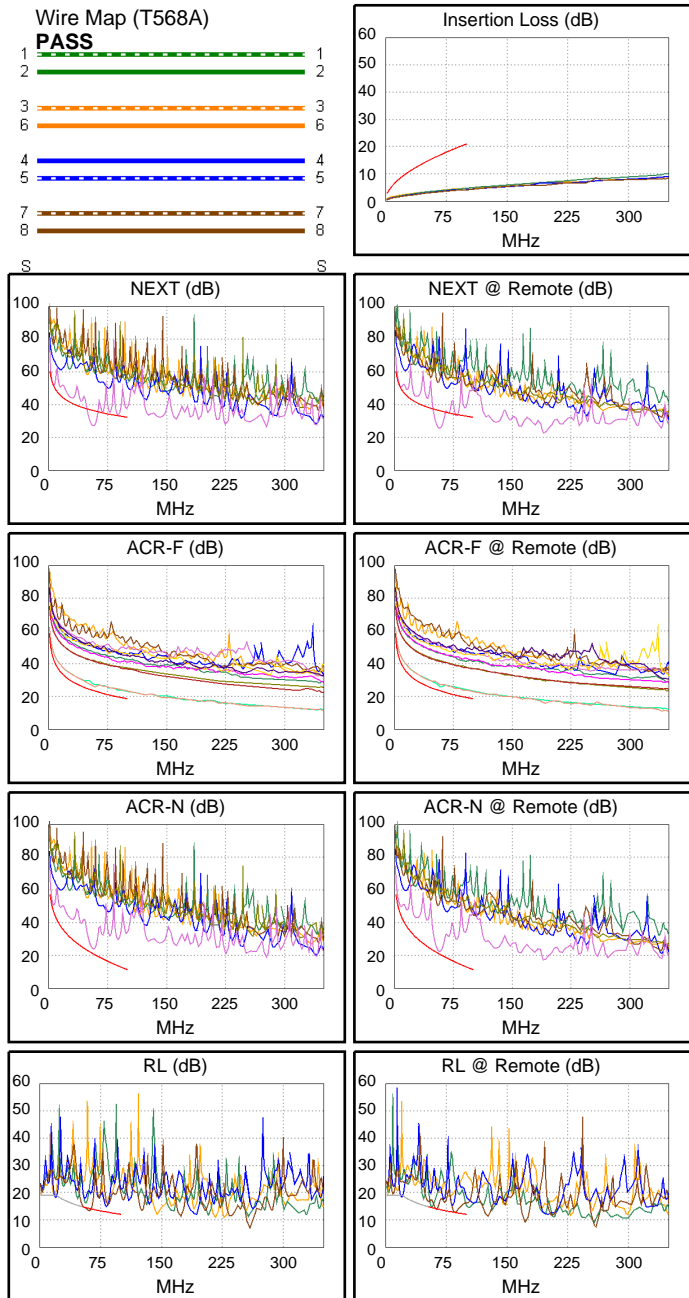 Wire Map (T568A)
PASS
1 1
2 2
3 3
6 6
4 4
5 5
7 7
8 8
S S
Insertion Loss (dB)
60
50
40
30
20
10
0
0 75 150 225 300
MHz
NEXT (dB)
100
80
60
40
20
0
0 75 150 225 300
MHz
NEXT @ Remote (dB)
100
80
60
40
20
0
0 75 150 225 300
MHz
ACR-F (dB)
100
80
60
40
20
0
0 75 150 225 300
MHz
ACR-F @ Remote (dB)
100
80
60
40
20
0
0 75 150 225 300
MHz
ACR-N (dB)
100
80
60
40
20
0
0 75 150 225 300
MHz
ACR-N @ Remote (dB)
100
80
60
40
20
0
0 75 150 225 300
MHz
RL (dB)
60
50
40
30
20
10
0
0 75 150 225 300
MHz
RL @ Remote (dB)
60
50
40
30
20
10
0
0 75 150 225 300
MHz